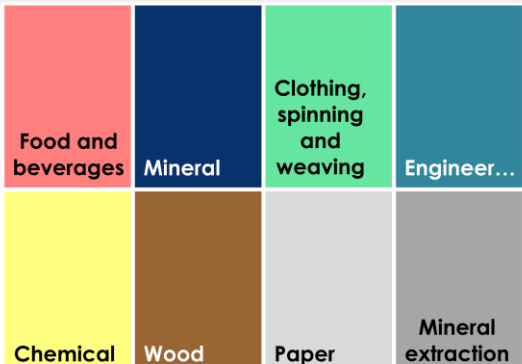 Food and
beverages
Mineral
Clothing,
spinning
and
weaving
Engineer...
Chemical
Wood
Paper
Mineral
extraction